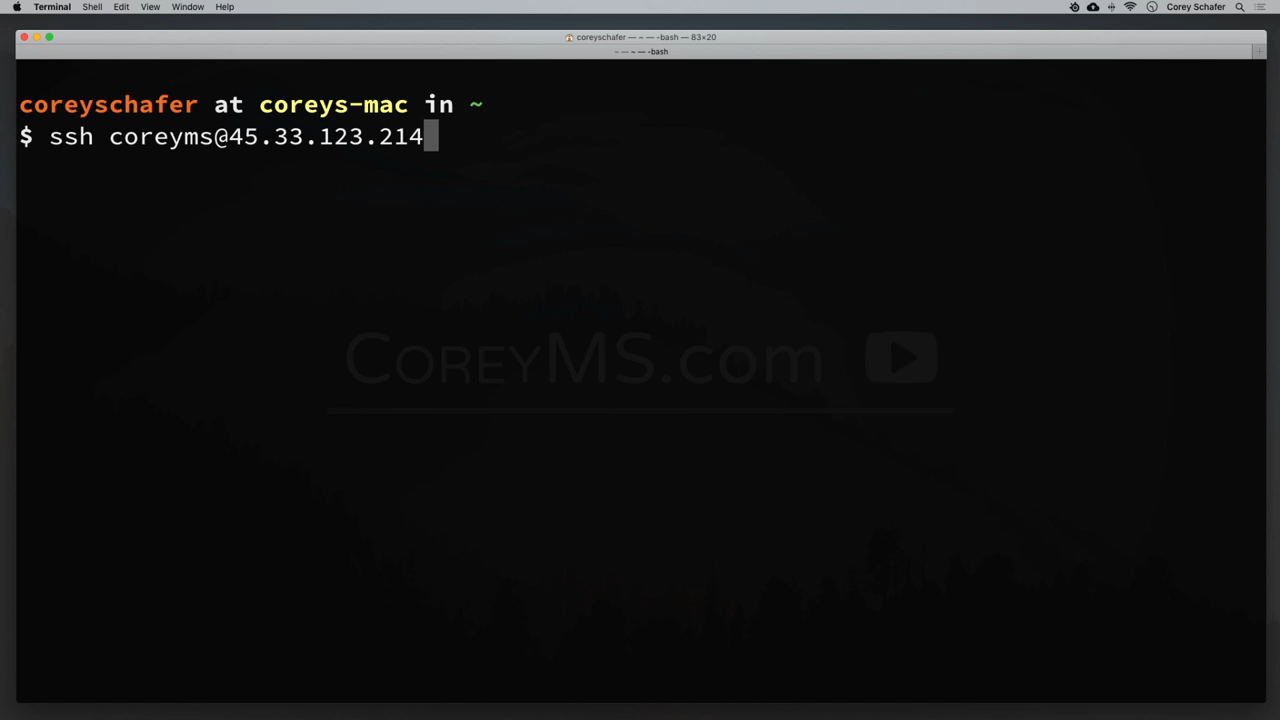 Terminal Shell Edit View Window Help Corey Schafer
coreyschafer — ~ — -bash — 83×20
~ — ~ — -bash
coreyschafer at coreys-mac in ~
$ ssh coreyms@45.33.123.214
CoreyMS.com